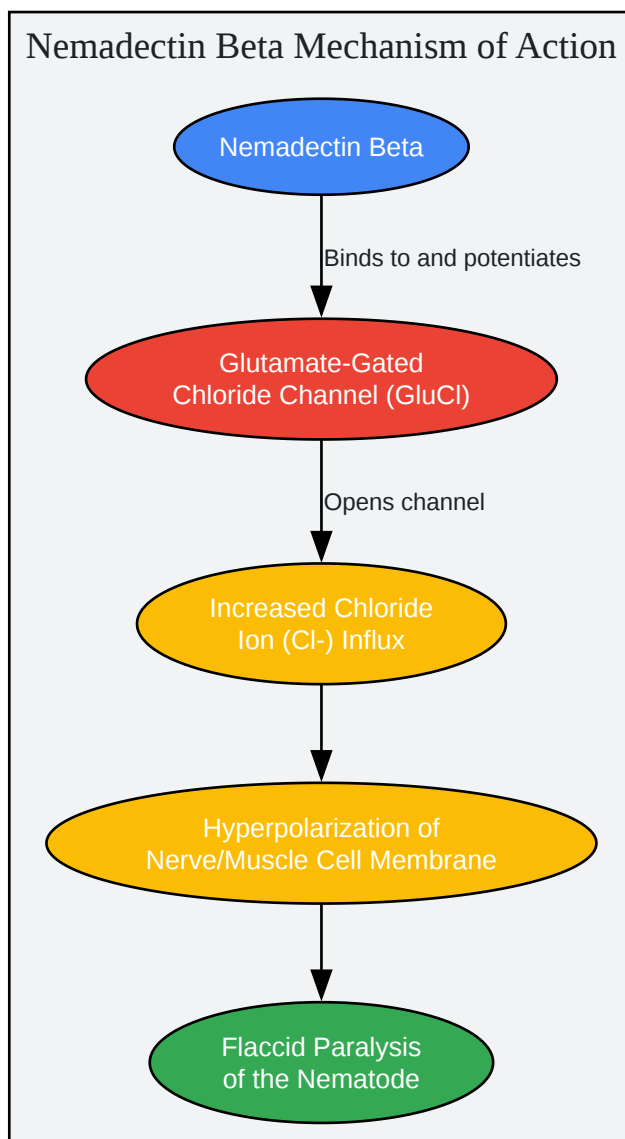 Nemadectin Beta Mechanism of Action
Nemadectin Beta
Binds to and potentiates
Glutamate-Gated
Chloride Channel (GluCl)
Opens channel
Increased Chloride
Ion (Cl-) Influx
Hyperpolarization of
Nerve/Muscle Cell Membrane
Flaccid Paralysis
of the Nematode